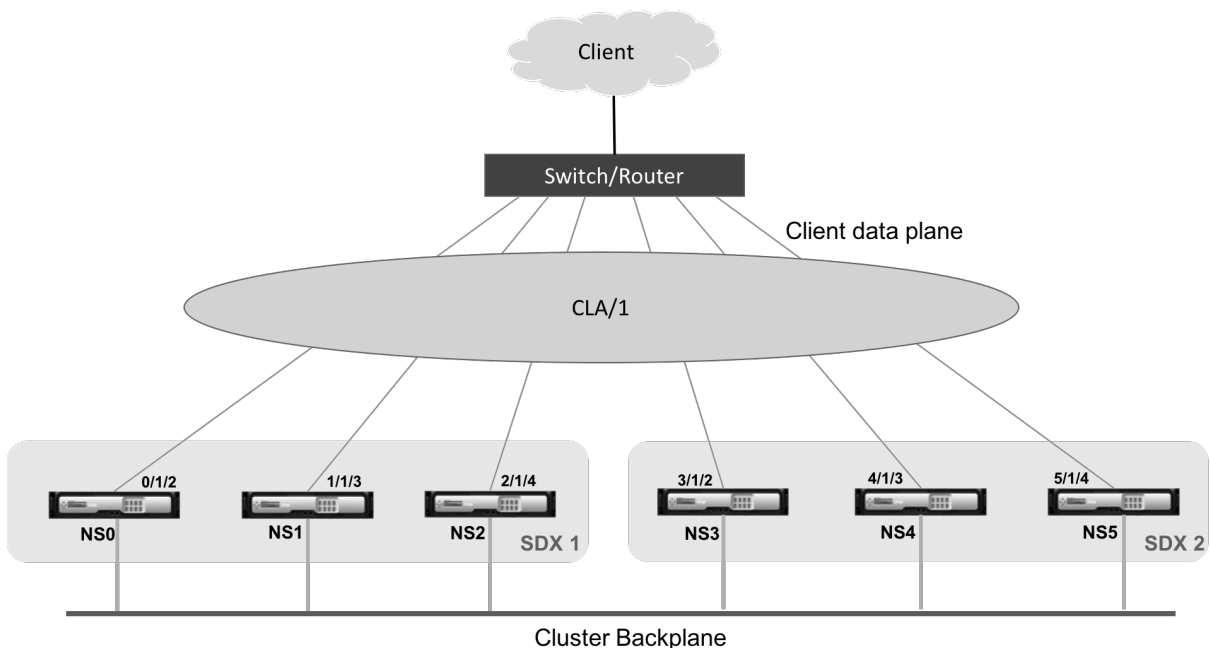 Client
Switch/Router
Client data plane
CLA/1
0/1/2
1/1/3
2/1/4
3/1/2
4/1/3
5/1/4
NS0
NS1
NS2
NS3
NS4
NS5
SDX 1
SDX 2
Cluster Backplane